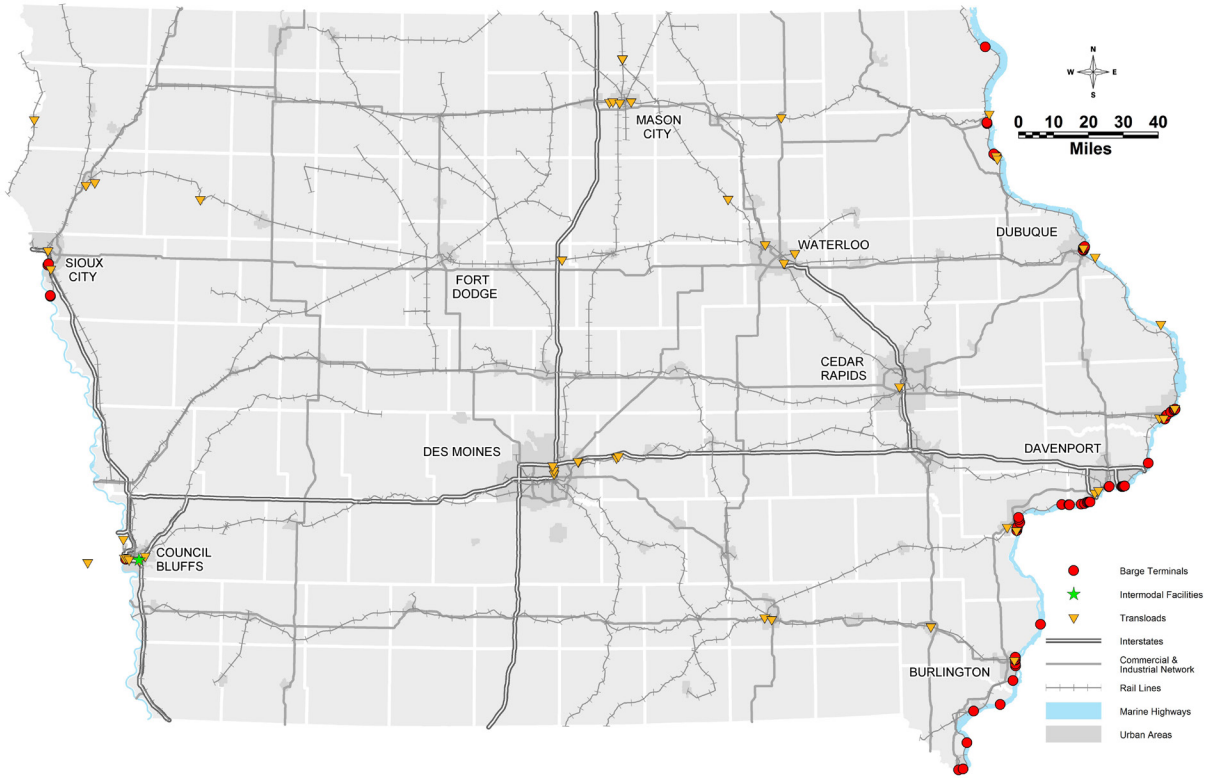 N
W E
S
0 10 20 30 40
Miles
MASON
CITY
DUBUQUE
WATERLOO
SIOUX
CITY
FORT
DODGE
CEDAR
RAPIDS
DES MOINES
DAVENPORT
COUNCIL
BLUFFS
BURLINGTON
Barge Terminals
Intermodal Facilities
Transloads
Interstates
Commercial &
Industrial Network
Rail Lines
Marine Highways
Urban Areas